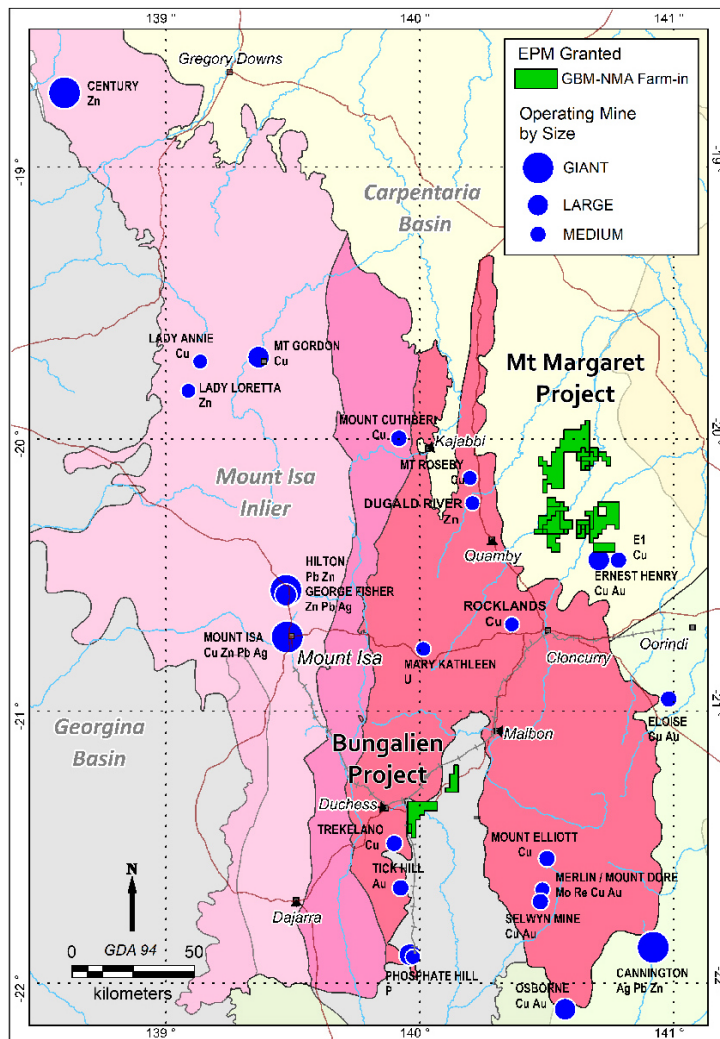 139°
140°
141°
Gregory Downs
CENTURY
Zn
EPM Granted
GBM-NMA Farm-in
Operating Mine
by Size
GIANT
LARGE
MEDIUM
-19°
-19°
Carpentaria
Basin
LADY ANNIE
Cu
MT GORDON
Cu
LADY LORETTA
Zn
Mt Margaret
Project
MOUNT CUTHBERT
Cu
Kajabbi
-20°
-20°
MT ROSEBY
Cu
Mount Isa
Inlier
DUGALD RIVER
Zn
Quamby
E1
Cu
ERNEST HENRY
Cu Au
HILTON
Pb Zn
GEORGE FISHER
Zn Pb Ag
ROCKLANDS
Cu
MOUNT ISA
Cu Zn Pb Ag
Mount Isa
MARY KATHLEEN
U
Cloncurry
Oorindi
-21°
-21°
ELOISE
Cu Au
Georgina
Basin
Bungalien
Project
Malbon
Duchess
TREKELANO
Cu
MOUNT ELLIOTT
Cu
TICK HILL
Au
MERLIN / MOUNT DORE
Mo Re Cu Au
SELWYN MINE
Cu Au
Dajarra
N
0 GDA 94 50
kilometers
PHOSPHATE HILL
P
CANNINGTON
Ag Pb Zn
OSBORNE
Cu Au
-22°
-22°
139°
140°
141°